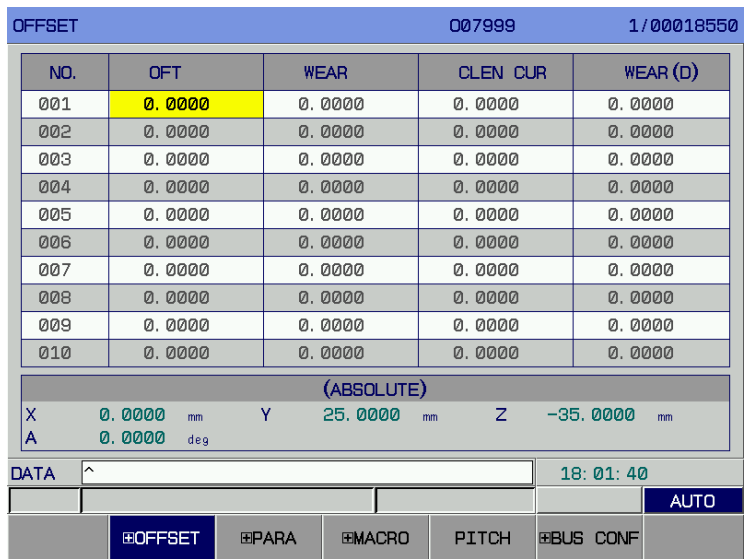 OFFSET O07999 1/00018550
NO. OFT WEAR CLEN CUR WEAR(D)
001 0.0000 0.0000 0.0000 0.0000
002 0.0000 0.0000 0.0000 0.0000
003 0.0000 0.0000 0.0000 0.0000
004 0.0000 0.0000 0.0000 0.0000
005 0.0000 0.0000 0.0000 0.0000
006 0.0000 0.0000 0.0000 0.0000
007 0.0000 0.0000 0.0000 0.0000
008 0.0000 0.0000 0.0000 0.0000
009 0.0000 0.0000 0.0000 0.0000
010 0.0000 0.0000 0.0000 0.0000
(ABSOLUTE)
X 0.0000 mm Y 25.0000 mm Z -35.0000 mm
A 0.0000 deg
DATA ^ 18:01:40
AUTO
⊞OFFSET ⊞PARA ⊞MACRO PITCH ⊞BUS CONF